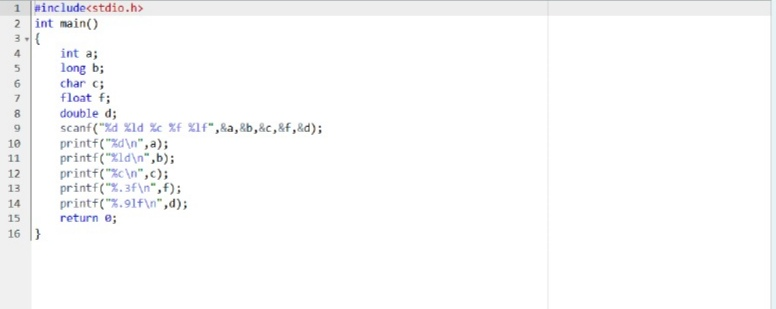 1 #include<stdio.h>
2 int main()
3 {
4 int a;
5 long b;
6 char c;
7 float f;
8 double d;
9 scanf("%d %ld %c %f %lf",&a,&b,&c,&f,&d);
10 printf("%d\n",a);
11 printf("%ld\n",b);
12 printf("%c\n",c);
13 printf("%.3f\n",f);
14 printf("%.9lf\n",d);
15 return 0;
16 }